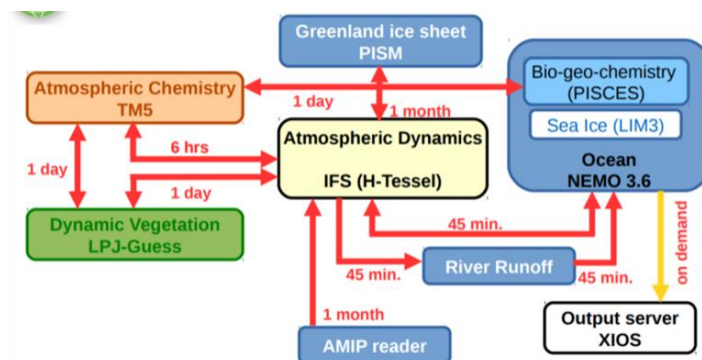 Greenland ice sheet
PISM
Atmospheric Chemistry
TM5
1 day
1 month
Bio-geo-chemistry
(PISCES)
Sea Ice (LIM3)
Ocean
NEMO 3.6
Atmospheric Dynamics
IFS (H-Tessel)
6 hrs
1 day
1 day
Dynamic Vegetation
LPJ-Guess
45 min.
45 min.
River Runoff
45 min.
on demand
1 month
AMIP reader
Output server
XIOS